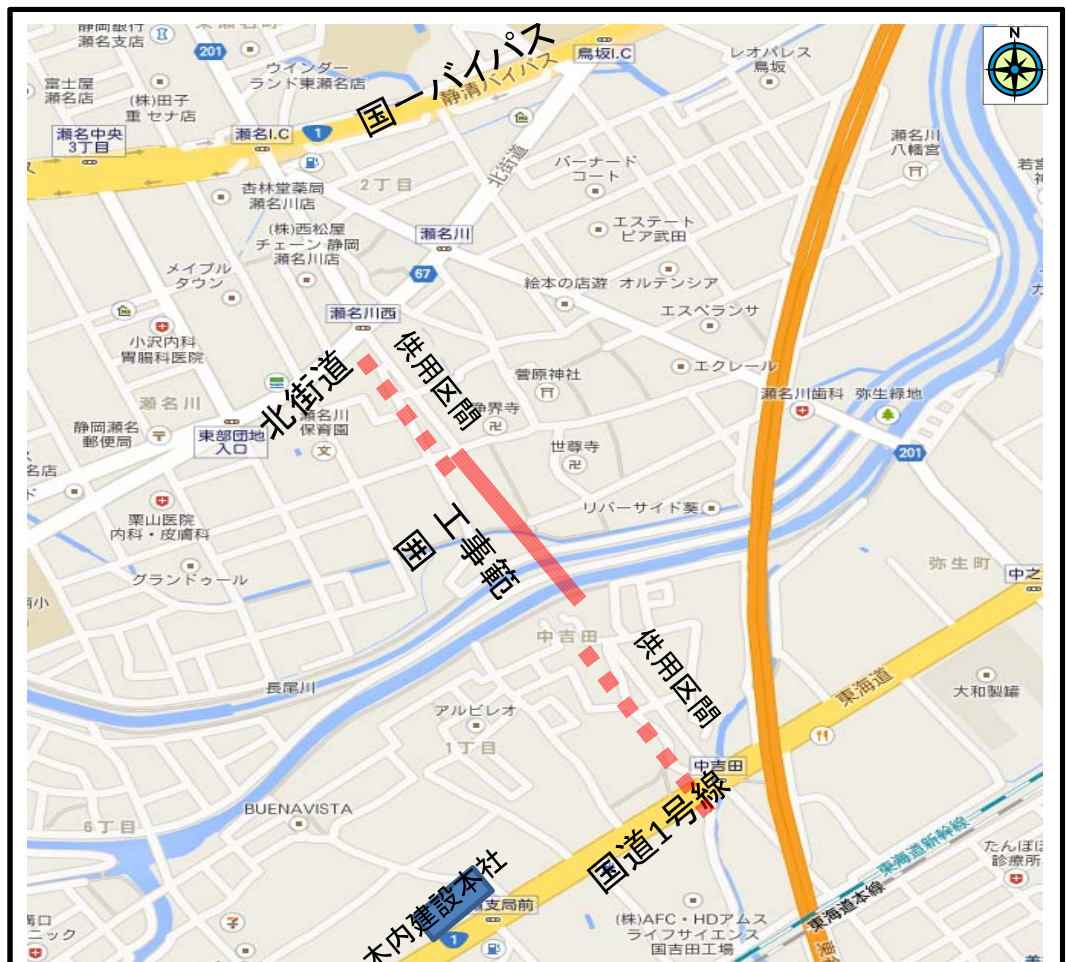 静岡銀行
瀬名支店
201
ウインダー
ランド東瀬名店
国一バイパス
静清バイパス
鳥坂I.C
レオパレス
鳥坂
N
富士屋
瀬名店
(株)田子
重 セナ店
瀬名中央
3丁目
瀬名I.C
1
瀬名川
八幡宮
北街道
バーナード
コート
2丁目
杏林堂薬局
瀬名川店
(株)西松屋
チェーン 静岡
瀬名川店
瀬名川
エステート
ピア武田
メイプル
タウン
67
絵本の店遊
オルテンシア
瀬名川西
エスペランサ
小沢内科
胃腸科医院
供用区間
北街道
菅原神社
エクレール
瀬名川
瀬名川歯科
弥生緑地
静岡瀬名
郵便局
東部団地
入口
瀬名川
保育園
浄界寺
世尊寺
201
栗山医院
内科・皮膚科
リバーサイド葵
工事範
囲
グランドゥール
弥生町
中吉田
供用区間
長尾川
東海道
大和製罐
アルビレオ
1丁目
中吉田
国道1号線
BUENAVISTA
6丁目
東海道新幹線
東海道本線
木内建設本社
支局前
1
(株)AFC・HDアムス
ライフサイエンス
国吉田工場